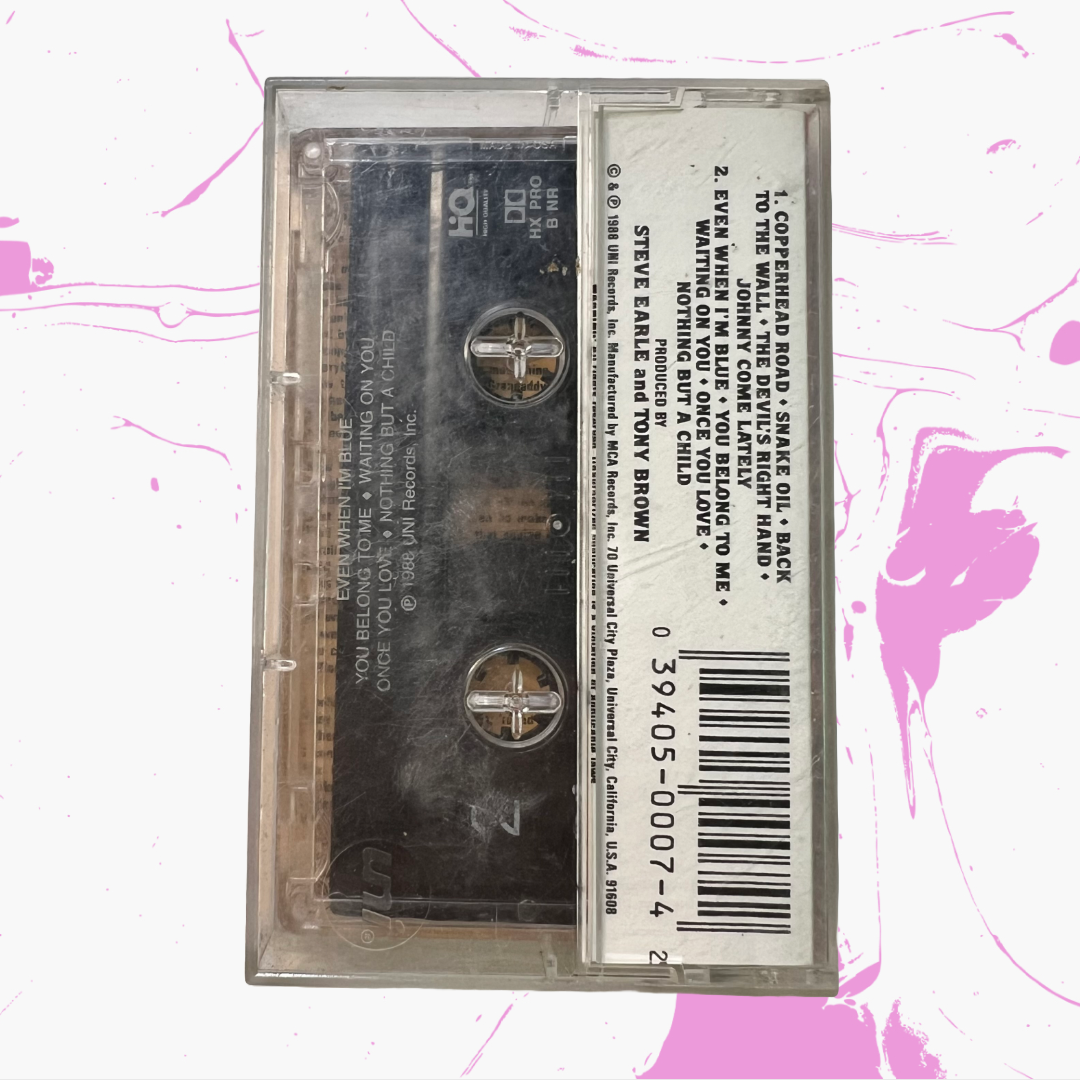 1. COPPERHEAD ROAD • SNAKE OIL • BACK
TO THE WALL • THE DEVIL'S RIGHT HAND •
JOHNNY COME LATELY
2. EVEN WHEN I'M BLUE • YOU BELONG TO ME •
WAITING ON YOU • ONCE YOU LOVE •
NOTHING BUT A CHILD
PRODUCED BY
STEVE EARLE and TONY BROWN
© & ℗ 1988 UNI Records, Inc. Manufactured by MCA Records, Inc. 70 Universal City Plaza, Universal City, California, U.S.A. 91608
0 39405-0007-4
HiQ
HIGH QUALITY
HX PRO
B NR
2
EVEN WHEN I'M BLUE
YOU BELONG TO ME ♦ WAITING ON YOU
ONCE YOU LOVE ♦ NOTHING BUT A CHILD
℗ 1988 UNI Records, Inc.
uni
®